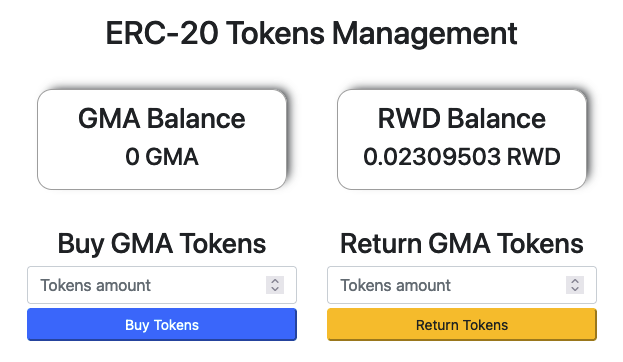 ERC-20 Tokens Management
GMA Balance
0 GMA
RWD Balance
0.02309503 RWD
Buy GMA Tokens
Tokens amount
Buy Tokens
Return GMA Tokens
Tokens amount
Return Tokens